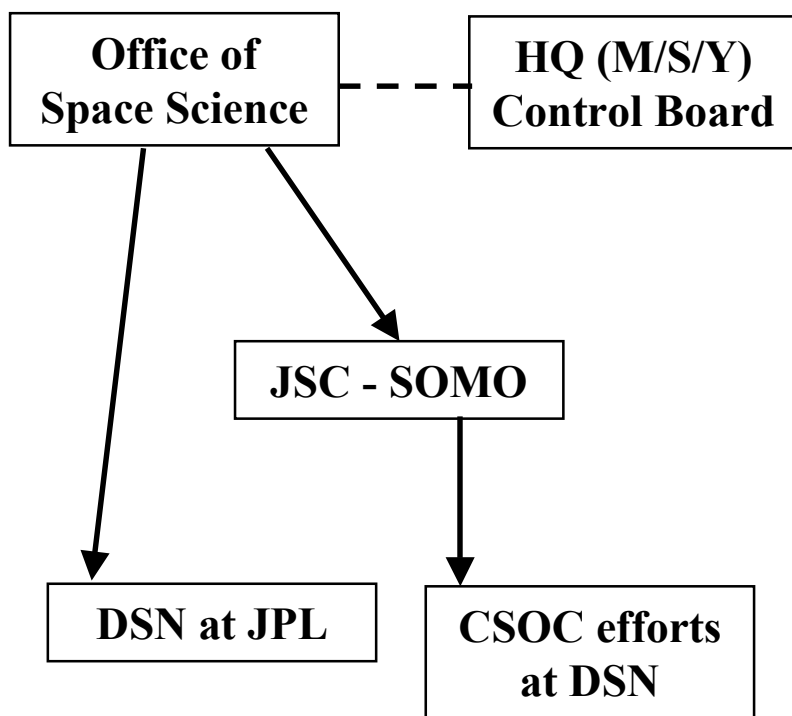 Office of
Space Science
HQ (M/S/Y)
Control Board
JSC - SOMO
DSN at JPL
CSOC efforts
at DSN